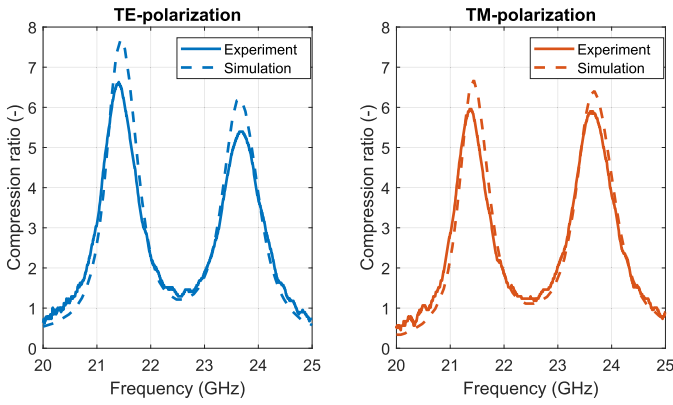 TE-polarization
8
7
6
5
4
3
2
1
0
Compression ratio (-)
Experiment
Simulation
20 21 22 23 24 25
Frequency (GHz)
TM-polarization
8
7
6
5
4
3
2
1
0
Compression ratio (-)
Experiment
Simulation
20 21 22 23 24 25
Frequency (GHz)